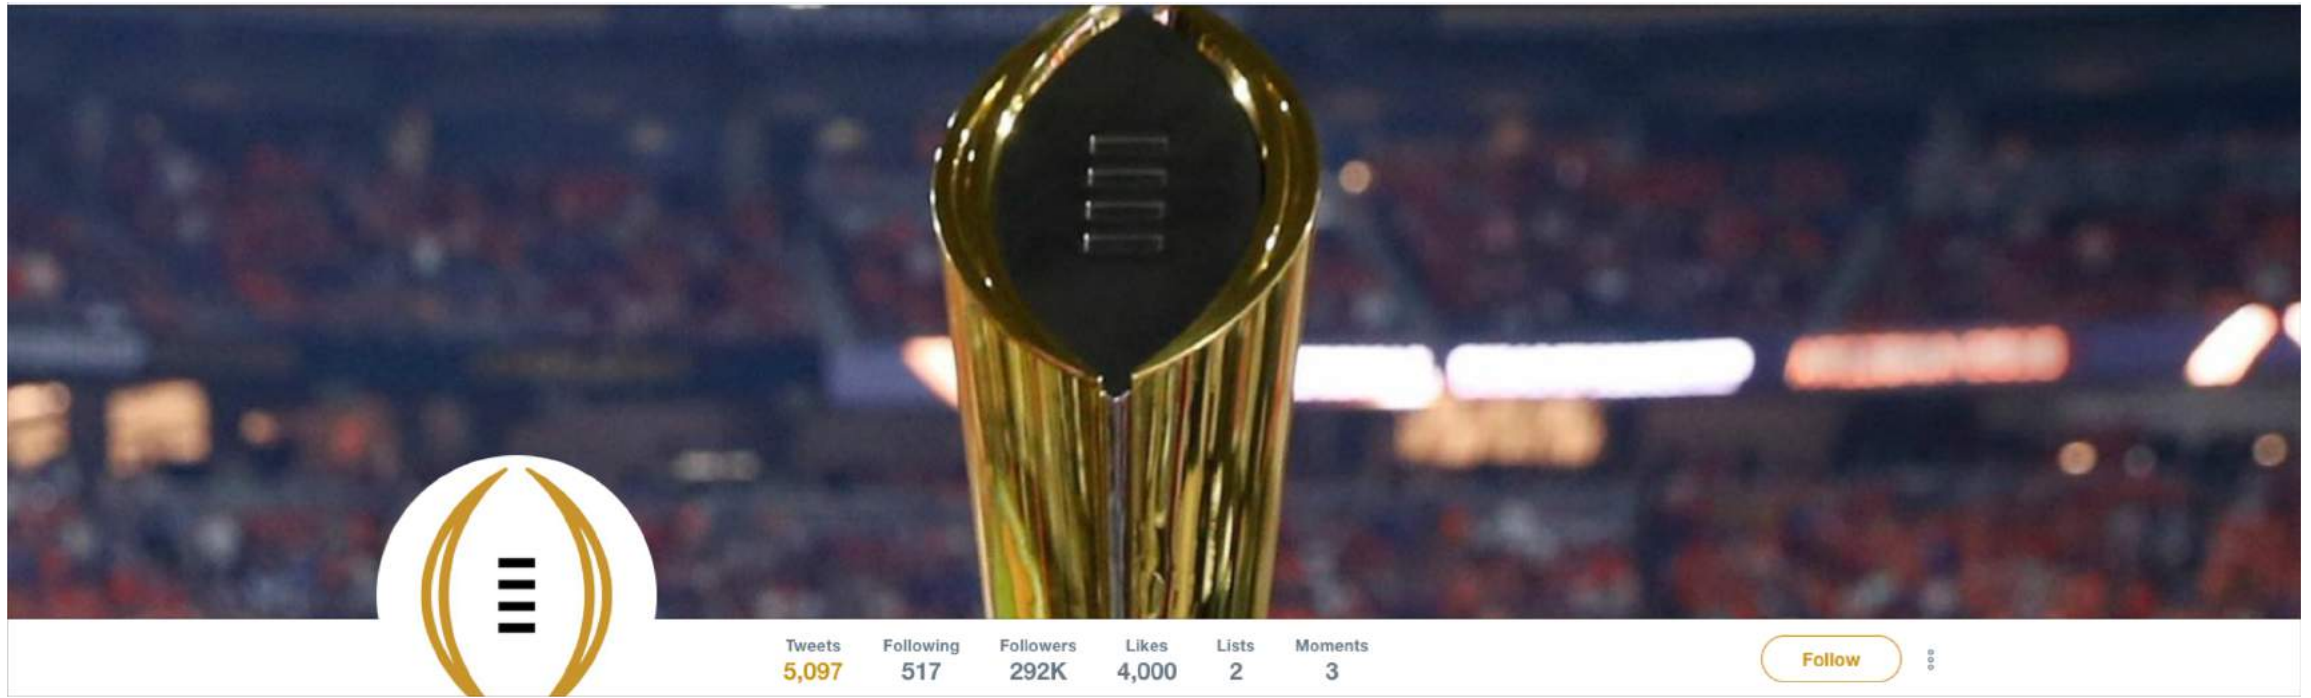 Tweets Following Followers Likes Lists Moments
5,097 517 292K 4,000 2 3
Follow